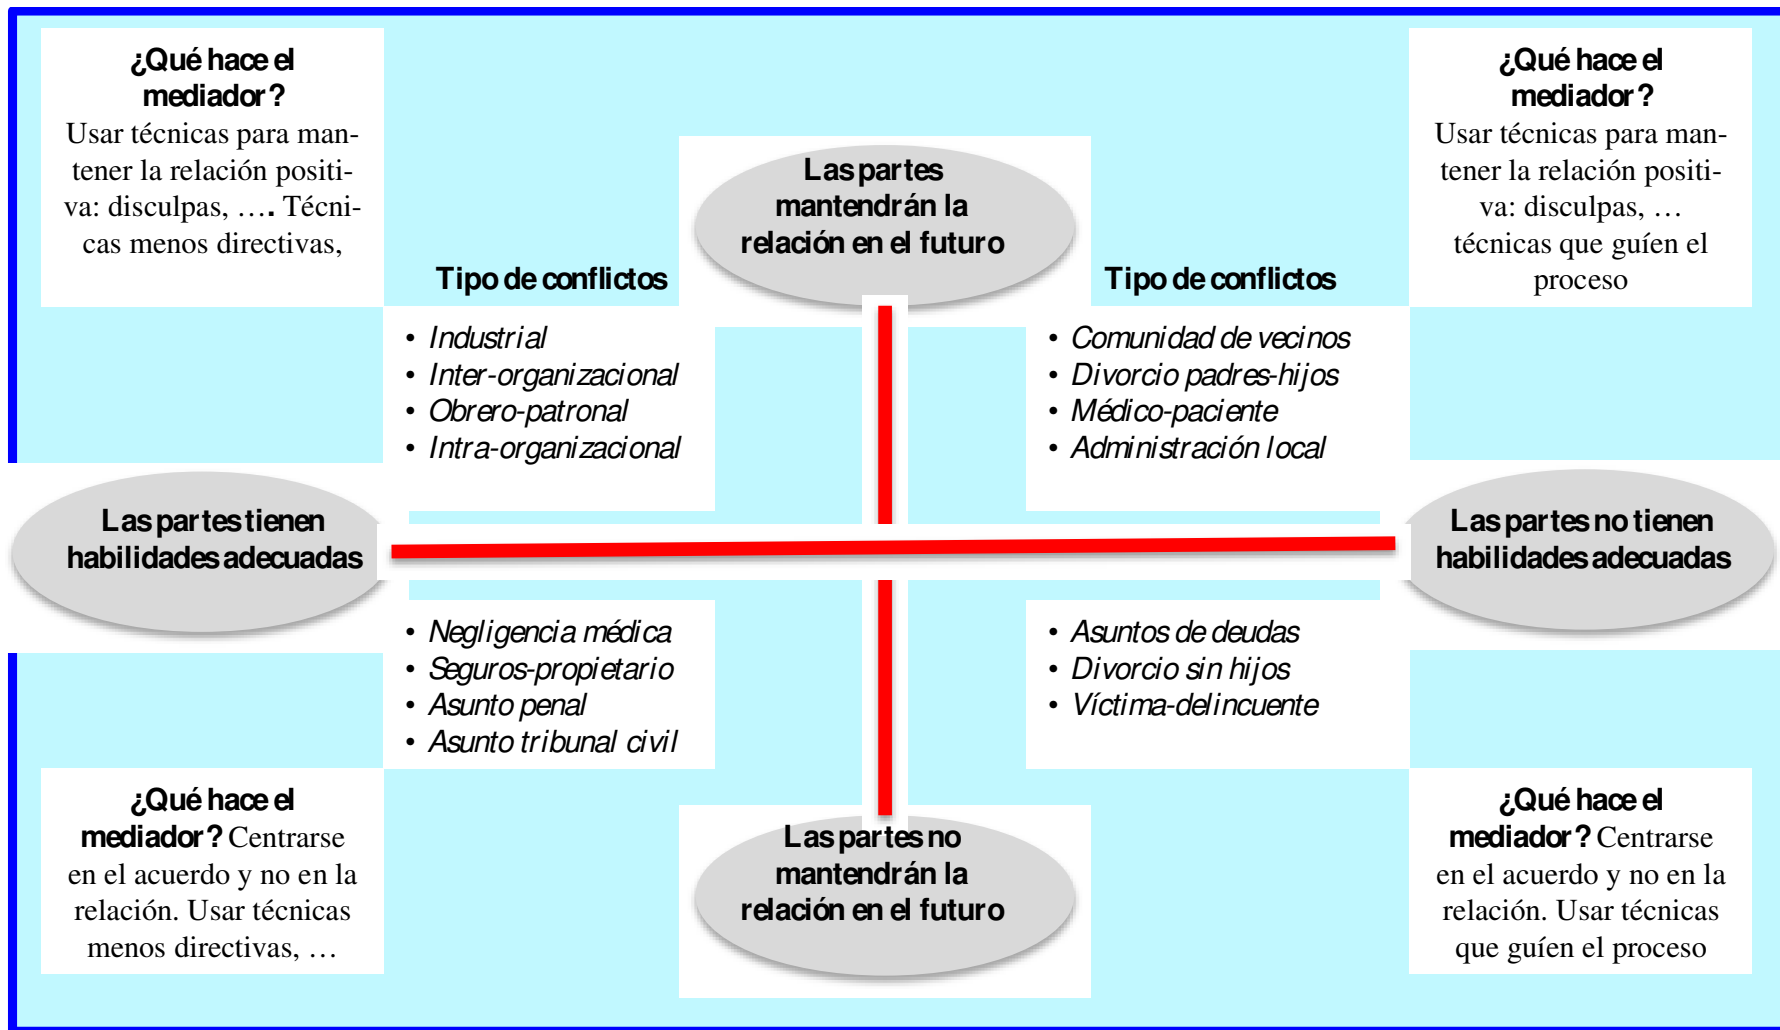 ¿Qué hace el
mediador?
Usar técnicas para man-
tener la relación positi-
va: disculpas, …. Técni-
cas menos directivas,
Las partes
mantendrán la
relación en el futuro
¿Qué hace el
mediador?
Usar técnicas para man-
tener la relación positi-
va: disculpas, …
técnicas que guíen el
proceso
Tipo de conflictos
• Industrial
• Inter-organizacional
• Obrero-patronal
• Intra-organizacional
Tipo de conflictos
• Comunidad de vecinos
• Divorcio padres-hijos
• Médico-paciente
• Administración local
Las partes tienen
habilidades adecuadas
Las partes no tienen
habilidades adecuadas
• Negligencia médica
• Seguros-propietario
• Asunto penal
• Asunto tribunal civil
• Asuntos de deudas
• Divorcio sin hijos
• Víctima-delincuente
¿Qué hace el
mediador? Centrarse
en el acuerdo y no en la
relación. Usar técnicas
menos directivas, …
Las partes no
mantendrán la
relación en el futuro
¿Qué hace el
mediador? Centrarse
en el acuerdo y no en la
relación. Usar técnicas
que guíen el proceso